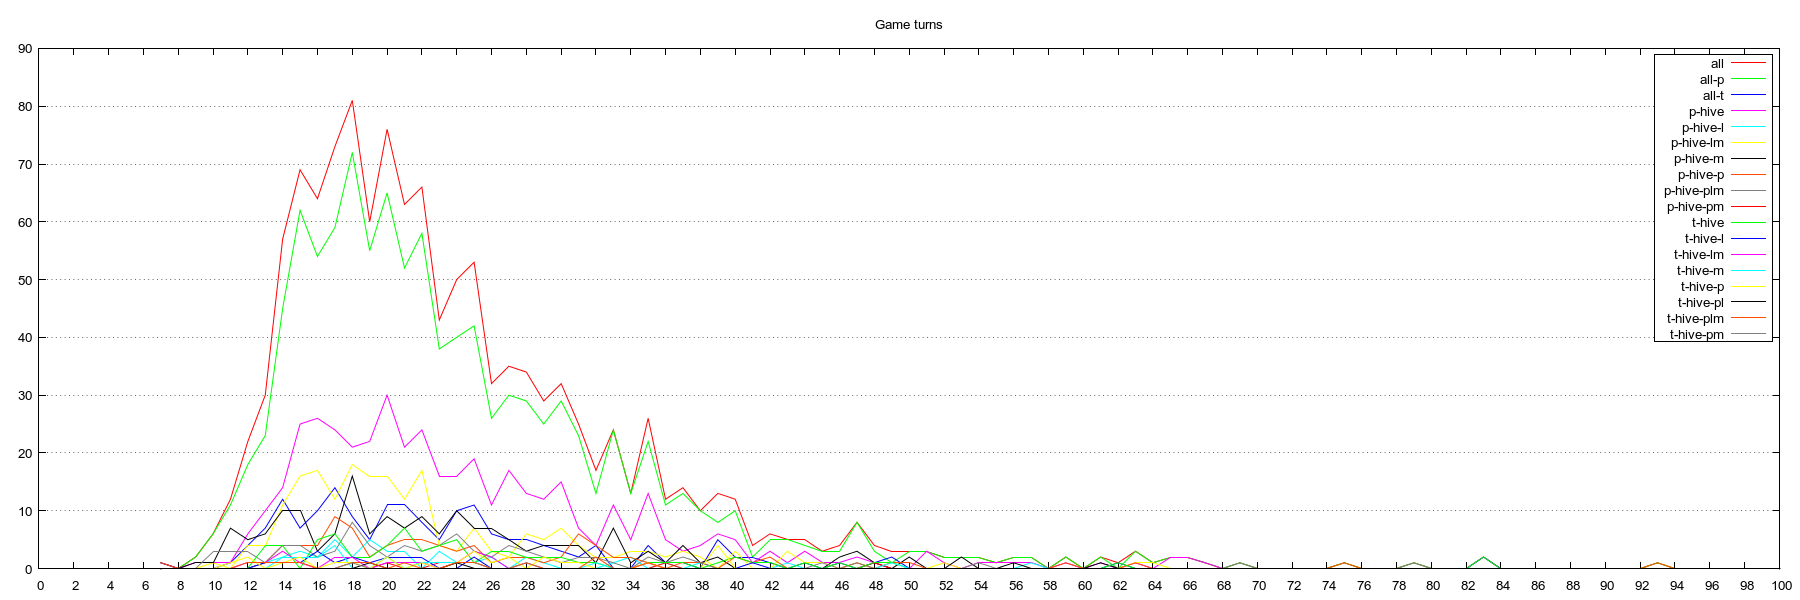 Game turns
90
80
70
60
50
40
30
20
10
0
all
all-p
all-t
p-hive
p-hive-l
p-hive-lm
p-hive-m
p-hive-p
p-hive-plm
p-hive-pm
t-hive
t-hive-l
t-hive-lm
t-hive-m
t-hive-p
t-hive-pl
t-hive-plm
t-hive-pm
0 2 4 6 8 10 12 14 16 18 20 22 24 26 28 30 32 34 36 38 40 42 44 46 48 50 52 54 56 58 60 62 64 66 68 70 72 74 76 78 80 82 84 86 88 90 92 94 96 98 100